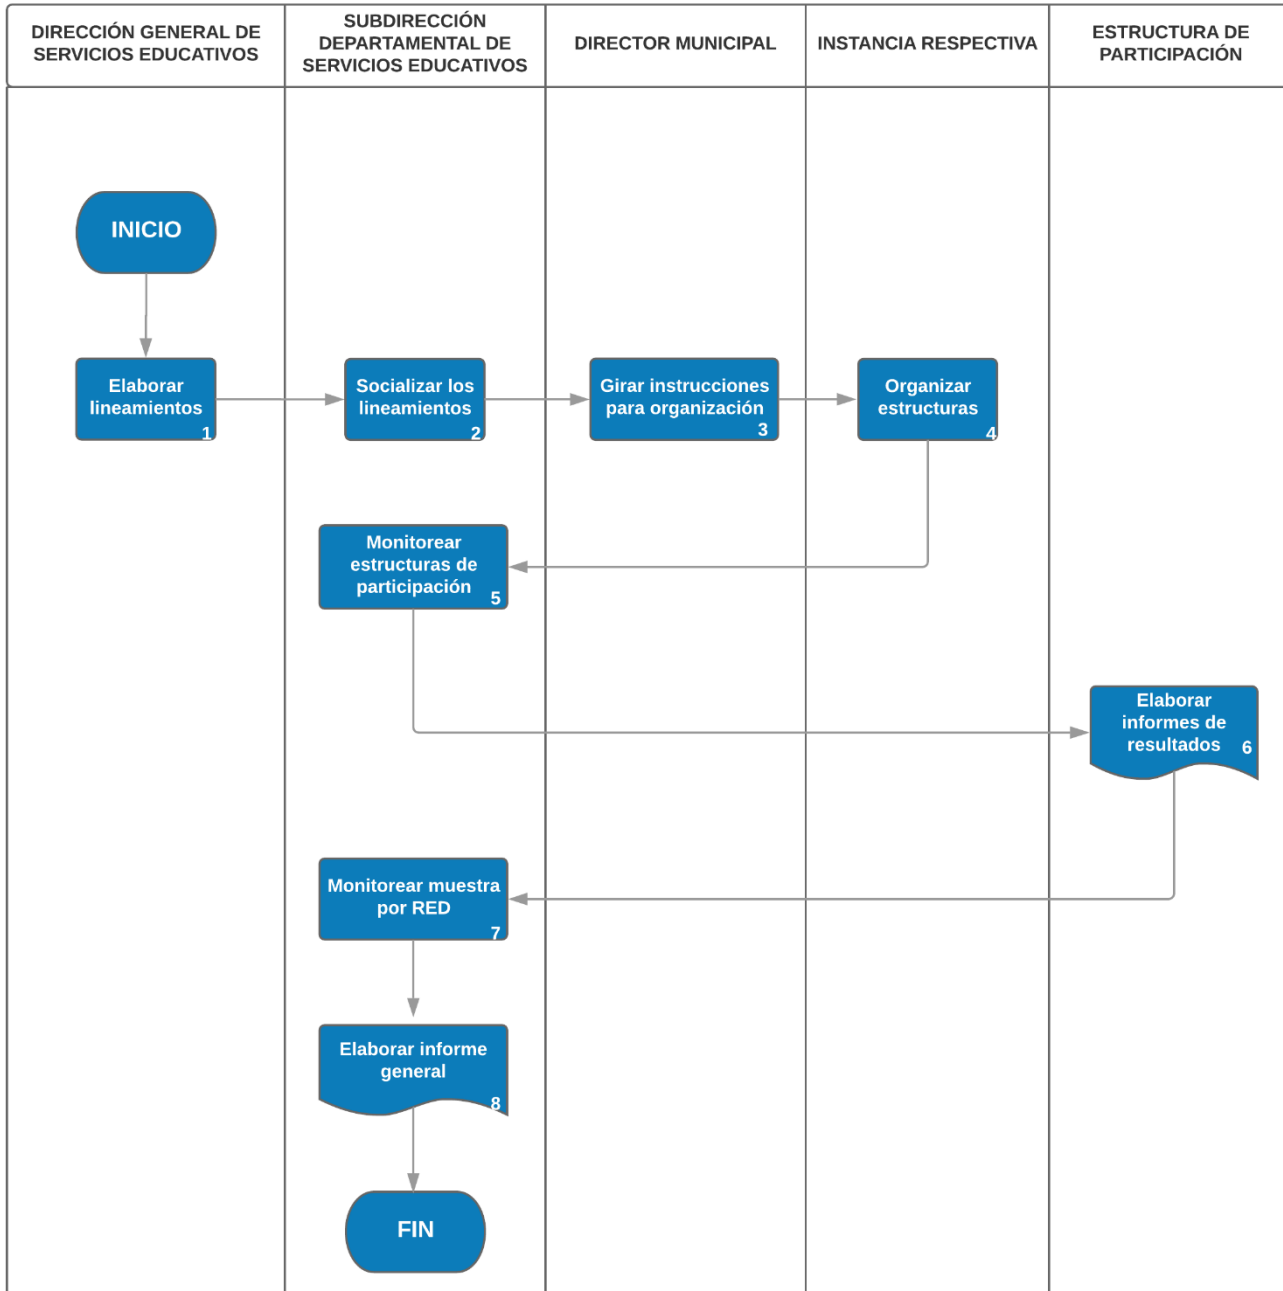 DIRECCIÓN GENERAL DE
SERVICIOS EDUCATIVOS
SUBDIRECCIÓN
DEPARTAMENTAL DE
SERVICIOS EDUCATIVOS
DIRECTOR MUNICIPAL
INSTANCIA RESPECTIVA
ESTRUCTURA DE
PARTICIPACIÓN
INICIO
Elaborar
lineamientos
1
Socializar los
lineamientos
2
Girar instrucciones
para organización
3
Organizar
estructuras
4
Monitorear
estructuras de
participación
5
Elaborar
informes de
resultados
6
Monitorear muestra
por RED
7
Elaborar informe
general
8
FIN